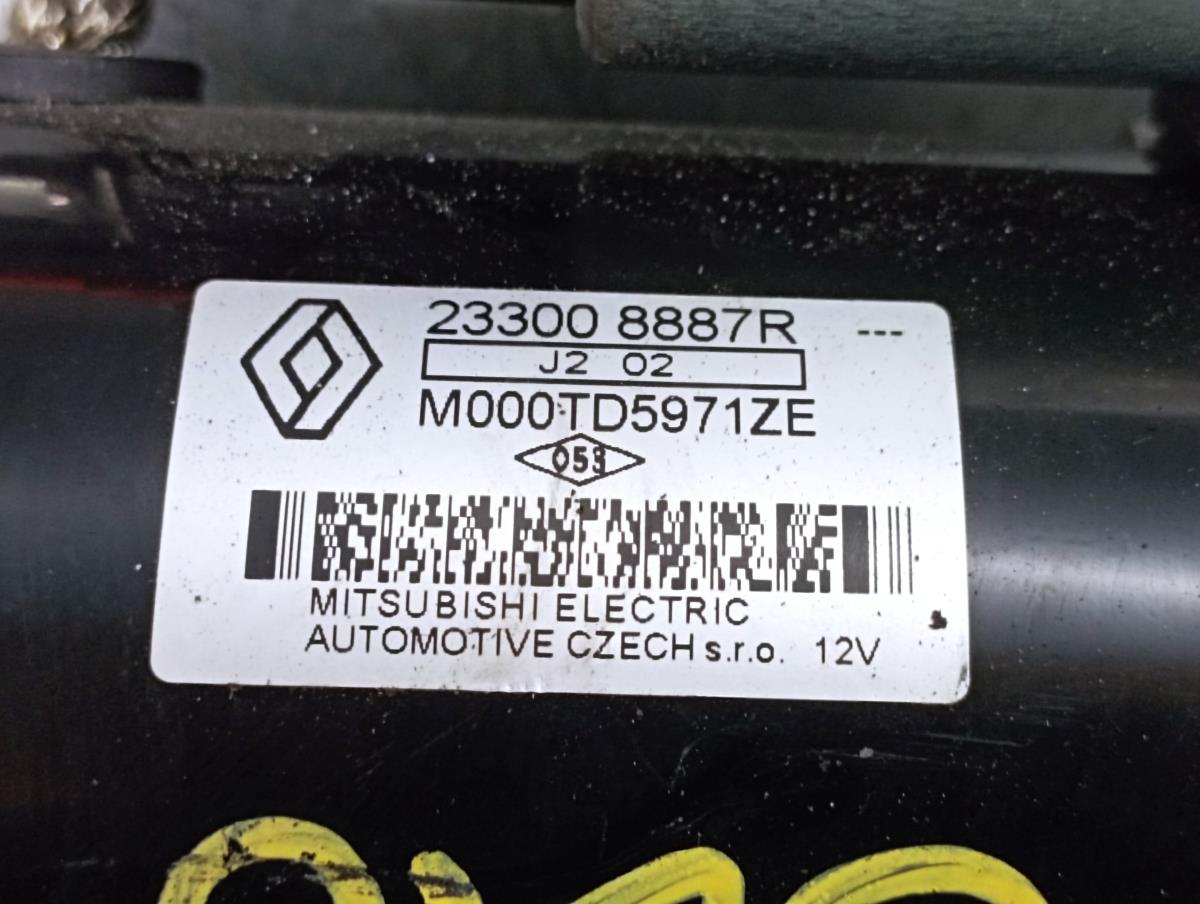 23300 8887R ---
J2 02
M000TD5971ZE
053
MITSUBISHI ELECTRIC
AUTOMOTIVE CZECH s.r.o. 12V